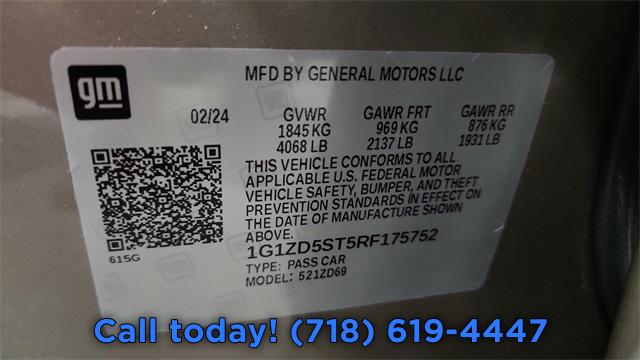 gm
MFD BY GENERAL MOTORS LLC
02/24 GVWR GAWR FRT GAWR RR
1845 KG 969 KG 876 KG
4068 LB 2137 LB 1931 LB
THIS VEHICLE CONFORMS TO ALL
APPLICABLE U.S. FEDERAL MOTOR
VEHICLE SAFETY, BUMPER, AND THEFT
PREVENTION STANDARDS IN EFFECT ON
THE DATE OF MANUFACTURE SHOWN
ABOVE.
615G
1G1ZD5ST5RF175752
TYPE: PASS CAR
MODEL: 521ZD69
Call today! (718) 619-4447